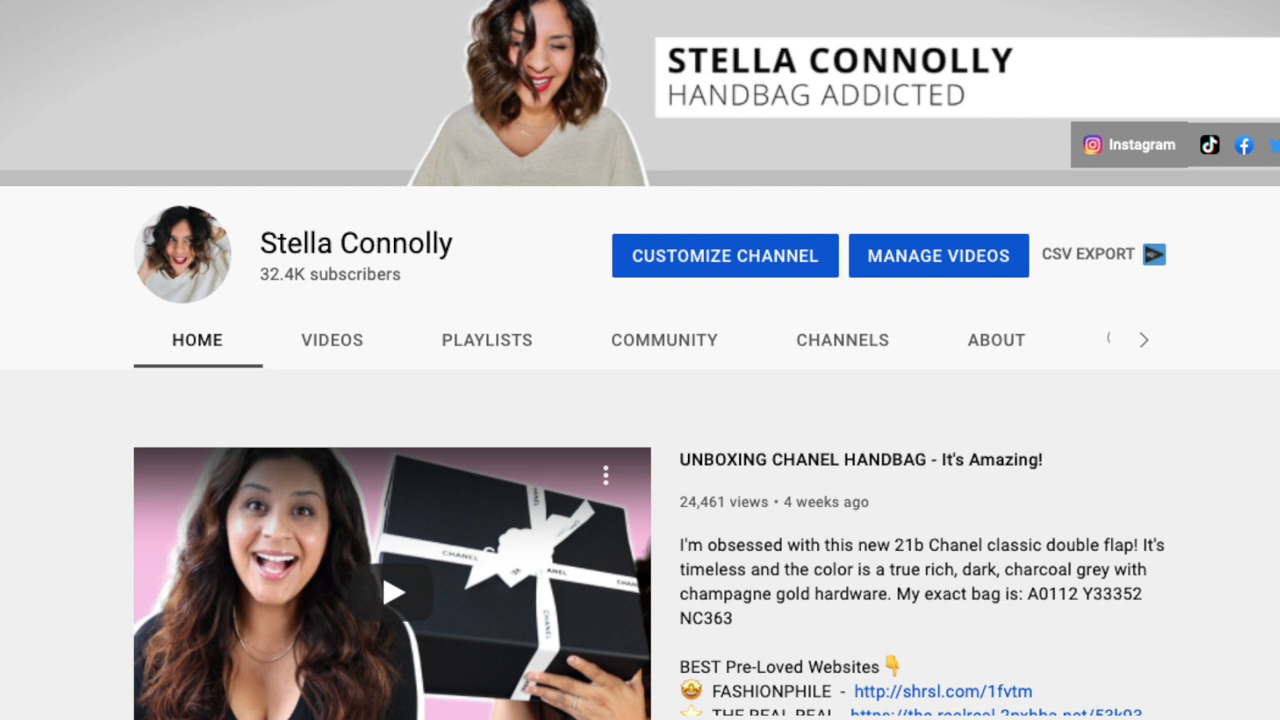 STELLA CONNOLLY
HANDBAG ADDICTED
Instagram
Stella Connolly
32.4K subscribers
CUSTOMIZE CHANNEL
MANAGE VIDEOS
CSV EXPORT
HOME
VIDEOS
PLAYLISTS
COMMUNITY
CHANNELS
ABOUT
UNBOXING CHANEL HANDBAG - It's Amazing!
24,461 views • 4 weeks ago
I'm obsessed with this new 21b Chanel classic double flap! It's
timeless and the color is a true rich, dark, charcoal grey with
champagne gold hardware. My exact bag is: A0112 Y33352
NC363
BEST Pre-Loved Websites 👇
🤩 FASHIONPHILE - http://shrsl.com/1fvtm
CHANEL
CHANEL
CHANEL